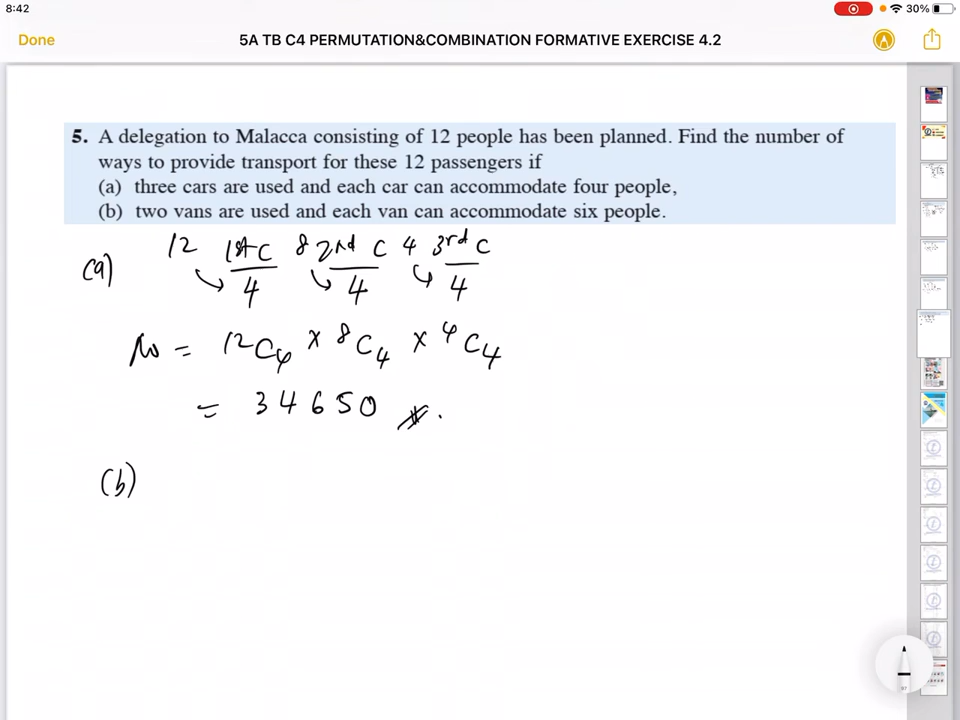 8:42
30%
Done
5A TB C4 PERMUTATION&COMBINATION FORMATIVE EXERCISE 4.2
5. A delegation to Malacca consisting of 12 people has been planned. Find the number of
ways to provide transport for these 12 passengers if
(a) three cars are used and each car can accommodate four people,
(b) two vans are used and each van can accommodate six people.
(a) 12 1st C 8 2nd C 4 3rd C
4 4 4
No = 12C4 × 8C4 × 4C4
= 34650
(b)
97